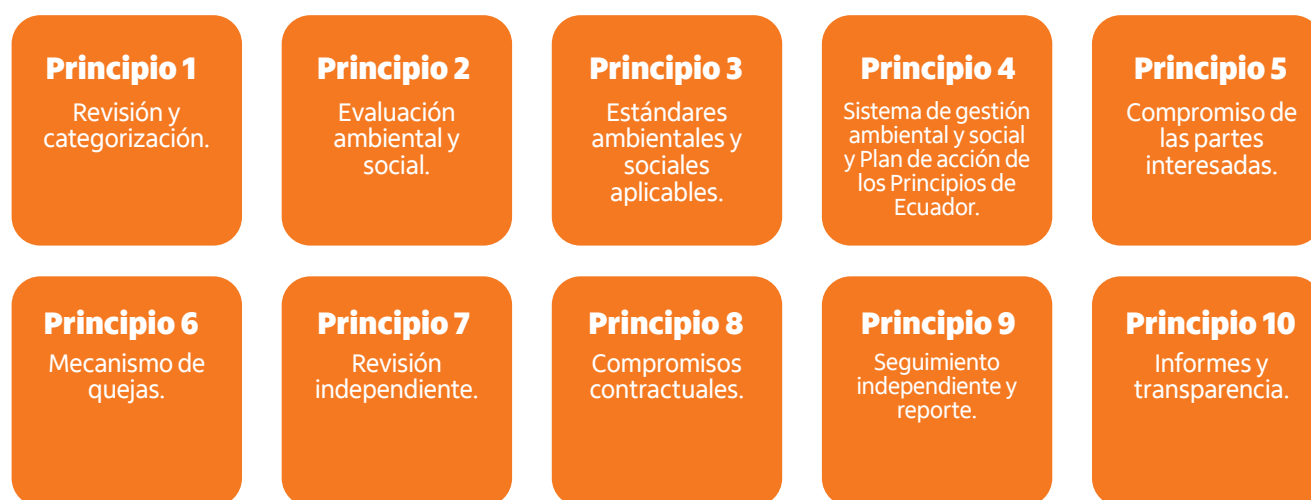 Principio 1
Revisión y
categorización.
Principio 2
Evaluación
ambiental y
social.
Principio 3
Estándares
ambientales y
sociales
aplicables.
Principio 4
Sistema de gestión
ambiental y social
y Plan de acción de
los Principios de
Ecuador.
Principio 5
Compromiso de
las partes
interesadas.
Principio 6
Mecanismo de
quejas.
Principio 7
Revisión
independiente.
Principio 8
Compromisos
contractuales.
Principio 9
Seguimiento
independiente y
reporte.
Principio 10
Informes y
transparencia.